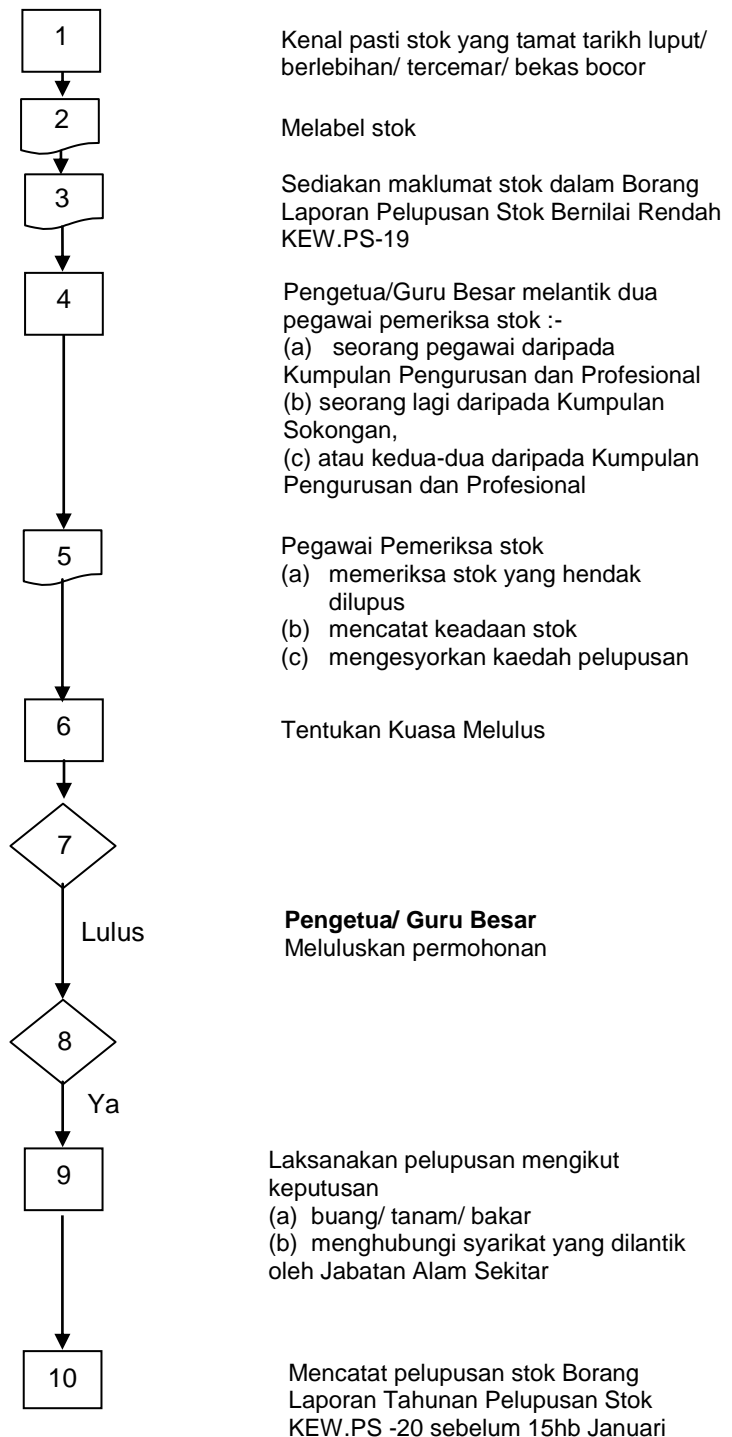 1
Kenal pasti stok yang tamat tarikh luput/
berlebihan/ tercemar/ bekas bocor
2
Melabel stok
3
Sediakan maklumat stok dalam Borang
Laporan Pelupusan Stok Bernilai Rendah
KEW.PS-19
4
Pengetua/Guru Besar melantik dua
pegawai pemeriksa stok :-
(a) seorang pegawai daripada
Kumpulan Pengurusan dan Profesional
(b) seorang lagi daripada Kumpulan
Sokongan,
(c) atau kedua-dua daripada Kumpulan
Pengurusan dan Profesional
5
Pegawai Pemeriksa stok
(a) memeriksa stok yang hendak
dilupus
(b) mencatat keadaan stok
(c) mengesyorkan kaedah pelupusan
6
Tentukan Kuasa Melulus
7
Lulus
Pengetua/ Guru Besar
Meluluskan permohonan
8
Ya
9
Laksanakan pelupusan mengikut
keputusan
(a) buang/ tanam/ bakar
(b) menghubungi syarikat yang dilantik
oleh Jabatan Alam Sekitar
10
Mencatat pelupusan stok Borang
Laporan Tahunan Pelupusan Stok
KEW.PS -20 sebelum 15hb Januari